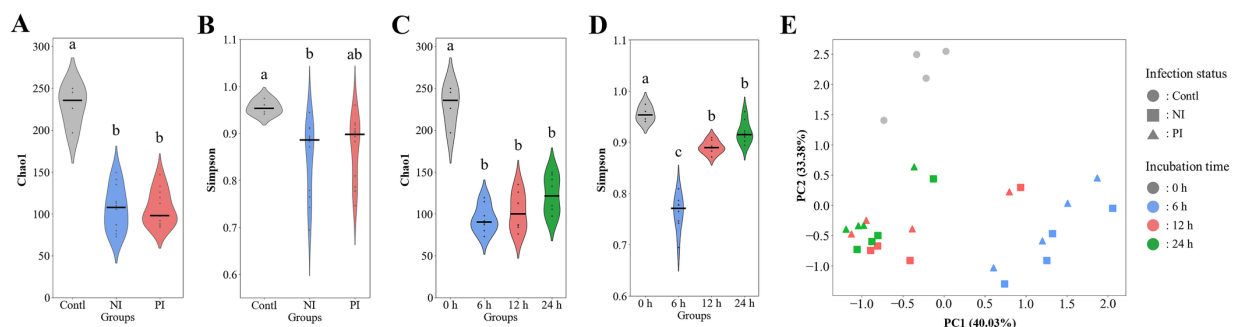 A
300
250
200
150
100
50
0
Chao1
a
b
b
Contl NI PI
Groups
B
1.1
1.0
0.9
0.8
0.7
0.6
Simpson
a
b
ab
Contl NI PI
Groups
C
300
250
200
150
100
50
0
Chao1
a
b
b
b
0 h 6 h 12 h 24 h
Groups
D
1.1
1.0
0.9
0.8
0.7
0.6
Simpson
a
c
b
b
0 h 6 h 12 h 24 h
Groups
E
2.5
2.0
1.5
1.0
0.5
0.0
−0.5
−1.0
PC2 (33.38%)
−1.0 −0.5 0.0 0.5 1.0 1.5 2.0
PC1 (40.03%)
Infection status
: Contl
: NI
: PI
Incubation time
: 0 h
: 6 h
: 12 h
: 24 h